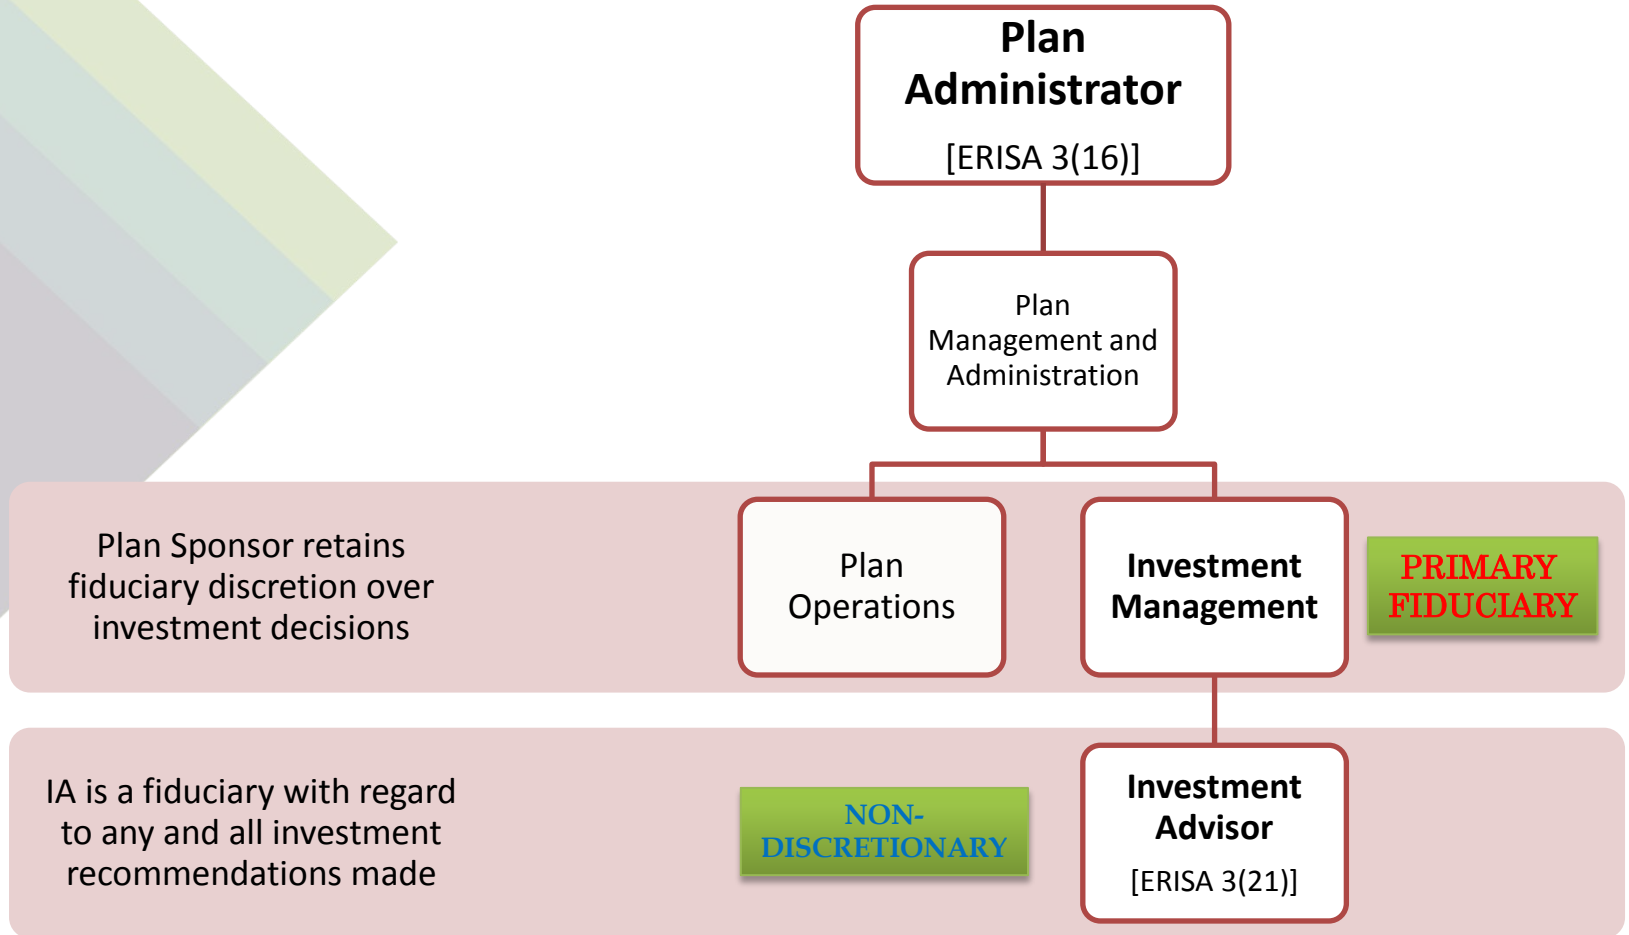 Plan
Administrator
[ERISA 3(16)]
Plan
Management and
Administration
Plan Sponsor retains
fiduciary discretion over
investment decisions
Plan
Operations
Investment
Management
PRIMARY
FIDUCIARY
IA is a fiduciary with regard
to any and all investment
recommendations made
NON-
DISCRETIONARY
Investment
Advisor
[ERISA 3(21)]